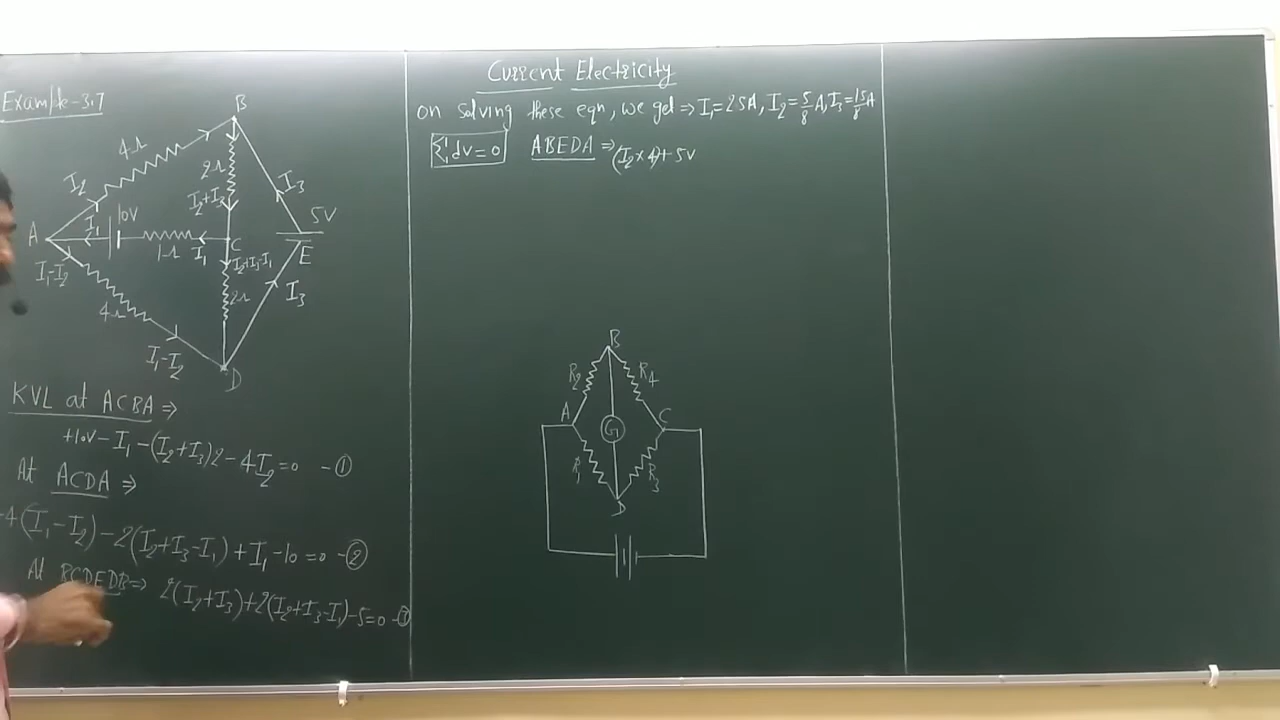 Example-3.7
B
4Ω
2Ω
I₂
I₂+I₃
I₃
10V
5V
A
I₁
1Ω
I₁
C
E
I₁-I₂
I₂+I₃-I₁
4Ω
2Ω
I₃
I₁-I₂
D
KVL at ACBA ⇒
+10V-I₁-(I₂+I₃)2-4I₂=0 -①
At ACDA ⇒
-4(I₁-I₂)-2(I₂+I₃-I₁)+I₁-10=0 -②
At BCDEDB ⇒ 2(I₂+I₃)+2(I₂+I₃-I₁)-5=0 -③
Current Electricity
on solving these eqn, we get ⇒ I₁=2.5A, I₂=5/8 A, I₃=15/8 A
Σdv=0 ABEDA ⇒ (I₂×4)+5V
B
R₂
R₄
A
G
C
R₁
R₃
D